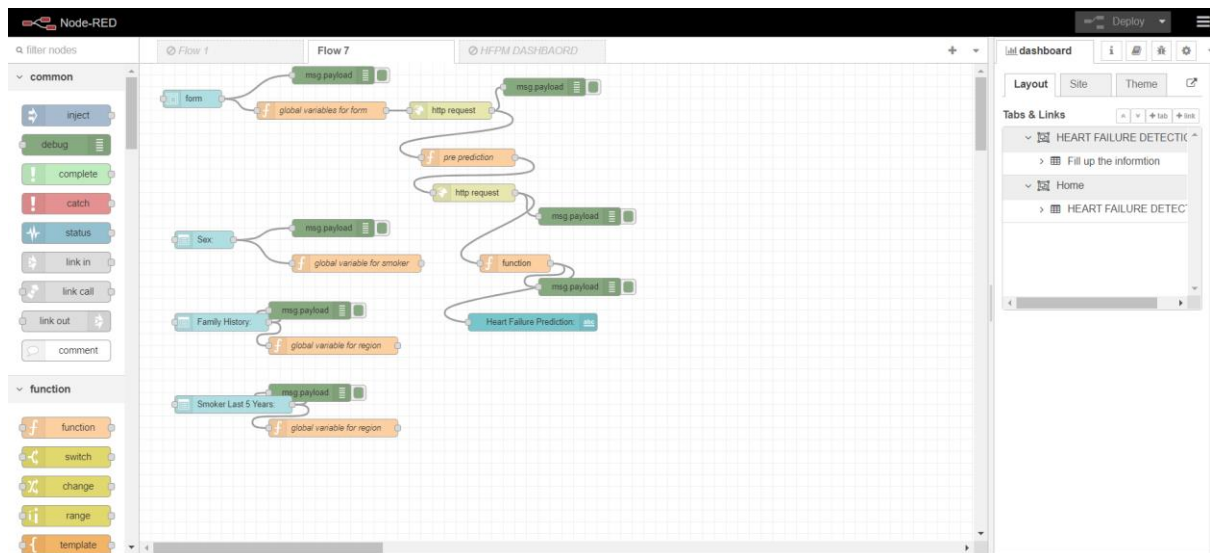 Node-RED
Deploy
filter nodes
Flow 1
Flow 7
HFPM DASHBAORD
dashboard
common
inject
debug
complete
catch
status
link in
link call
link out
comment
function
function
switch
change
range
template
form
msg.payload
global variables for form
http request
msg.payload
pre prediction
http request
msg.payload
Sex:
msg.payload
global variable for smoker
function
msg.payload
Heart Failure Prediction:
abc
Family History:
msg.payload
global variable for region
Smoker Last 5 Years:
msg.payload
global variable for region
Layout
Site
Theme
Tabs & Links
+ tab
+ link
HEART FAILURE DETECTIC
Fill up the informtion
Home
HEART FAILURE DETEC